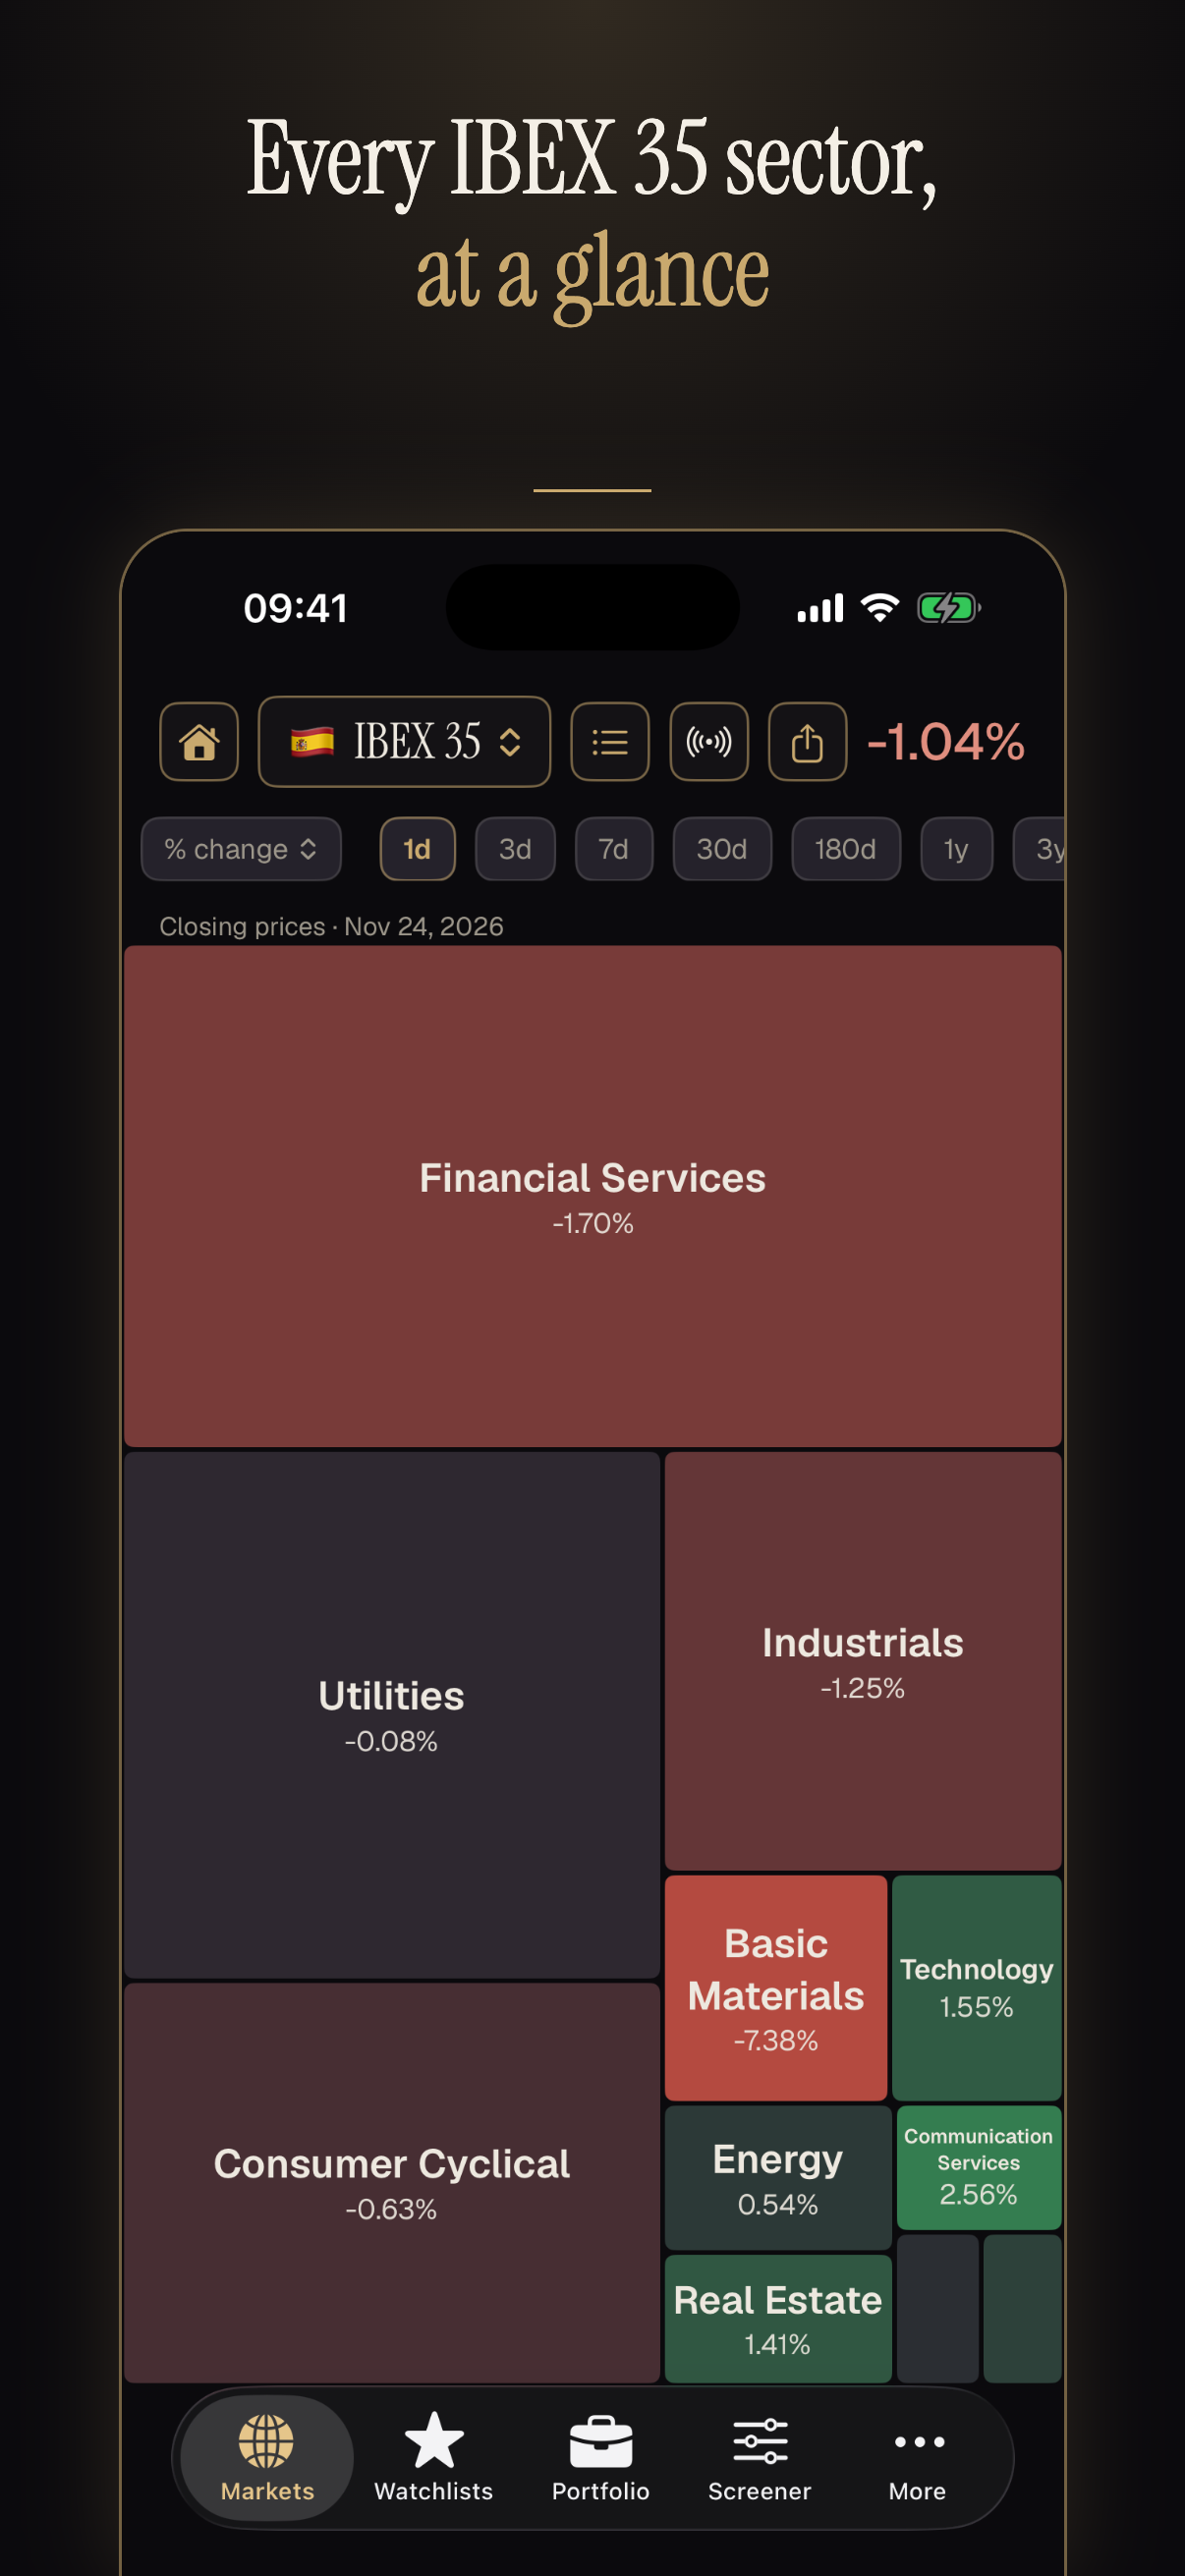 Every IBEX 35 sector,
at a glance
09:41
IBEX 35
-1.04%
% change
1d
3d
7d
30d
180d
1y
3y
Closing prices · Nov 24, 2026
Financial Services
-1.70%
Utilities
-0.08%
Industrials
-1.25%
Basic
Materials
-7.38%
Technology
1.55%
Consumer Cyclical
-0.63%
Energy
0.54%
Communication
Services
2.56%
Real Estate
1.41%
Markets
Watchlists
Portfolio
Screener
More